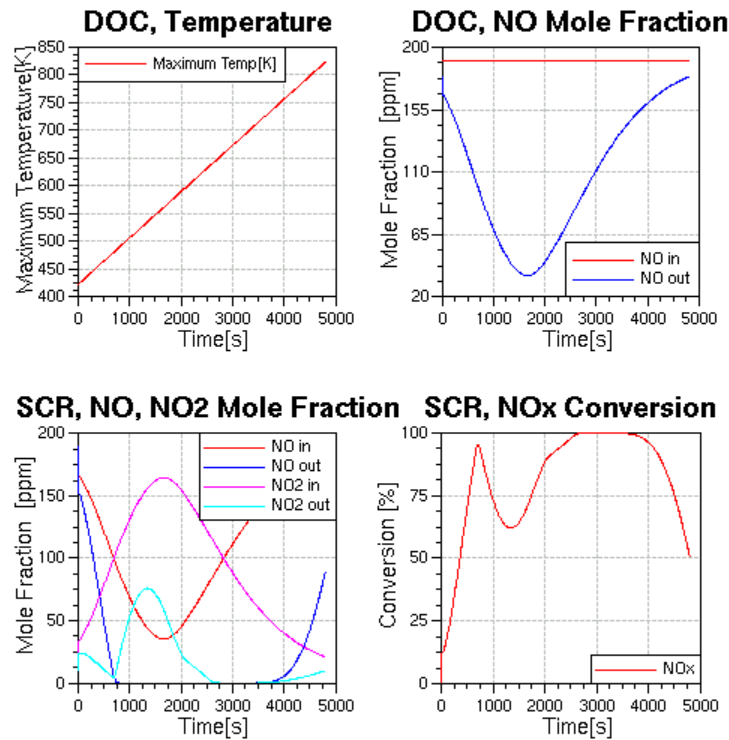 DOC, Temperature
850
800
750
700
650
600
550
500
450
400
Maximum Temperature[K]
Maximum Temp[K]
0 1000 2000 3000 4000 5000
Time[s]
DOC, NO Mole Fraction
200
155
110
65
20
Mole Fraction [ppm]
NO in
NO out
0 1000 2000 3000 4000 5000
Time[s]
SCR, NO, NO2 Mole Fraction
200
150
100
50
0
Mole Fraction [ppm]
NO in
NO out
NO2 in
NO2 out
0 1000 2000 3000 4000 5000
Time[s]
SCR, NOx Conversion
100
75
50
25
0
Conversion [%]
NOx
0 1000 2000 3000 4000 5000
Time[s]